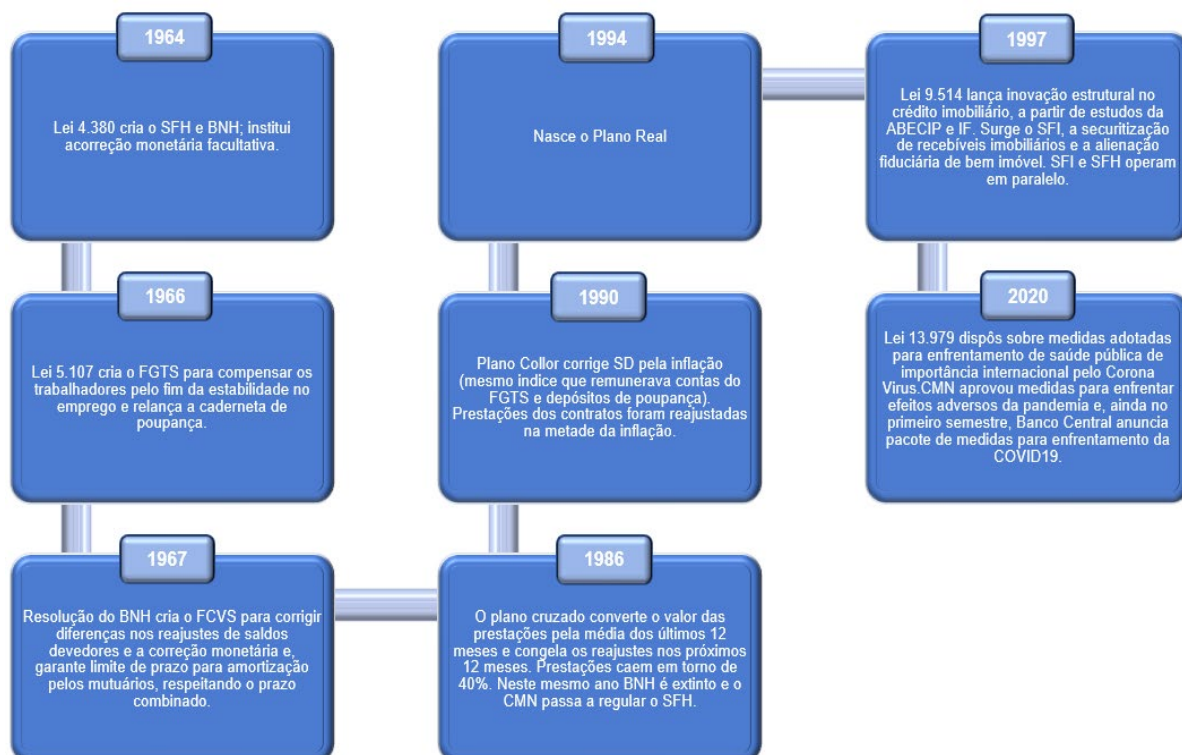 1964
Lei 4.380 cria o SFH e BNH; institui
acorreção monetária facultativa.
1966
Lei 5.107 cria o FGTS para compensar os
trabalhadores pelo fim da estabilidade no
emprego e relança a caderneta de
poupança.
1967
Resolução do BNH cria o FCVS para corrigir
diferenças nos reajustes de saldos
devedores e a correção monetária e,
garante limite de prazo para amortização
pelos mutuários, respeitando o prazo
combinado.
1986
O plano cruzado converte o valor das
prestações pela média dos últimos 12
meses e congela os reajustes nos próximos
12 meses. Prestações caem em torno de
40%. Neste mesmo ano BNH é extinto e o
CMN passa a regular o SFH.
1990
Plano Collor corrige SD pela inflação
(mesmo indice que remunerava contas do
FGTS e depósitos de poupança).
Prestações dos contratos foram reajustadas
na metade da inflação.
1994
Nasce o Plano Real
1997
Lei 9.514 lança inovação estrutural no
crédito imobiliário, a partir de estudos da
ABECIP e IF. Surge o SFI, a securitização
de recebíveis imobiliários e a alienação
fiduciária de bem imóvel. SFI e SFH operam
em paralelo.
2020
Lei 13.979 dispôs sobre medidas adotadas
para enfrentamento de saúde pública de
importância internacional pelo Corona
Virus.CMN aprovou medidas para enfrentar
efeitos adversos da pandemia e, ainda no
primeiro semestre, Banco Central anuncia
pacote de medidas para enfrentamento da
COVID19.